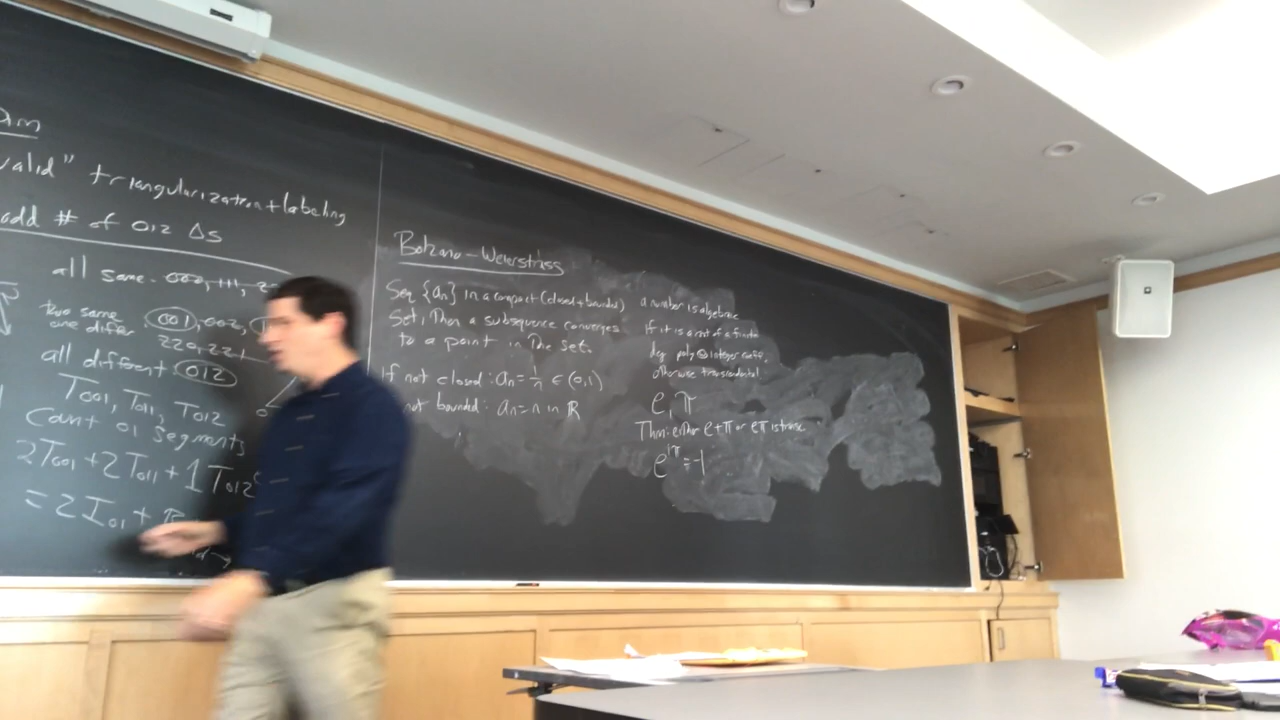 valid" triangularization + labeling
odd # of 012 Δs
all same: 000, 111,
two same one differ: 001, 002,
220, 221
all different: 012
T001, T011, T012
Count 01 segments
2T001 + 2T011 + 1T012
= 2I01 +
Bolzano-Weierstrass
Seq {an} in a compact (closed + bounded)
Set, Then a subsequence converges
to a point in The set.
If not closed: an = 1/n ∈ (0,1)
not bounded: an = n in ℝ
a number is algebraic
if it is a root of a finite
deg poly integer coeff,
otherwise transcendental
e, π
Thm: either e+π or eπ is trans.
e^iπ = -1